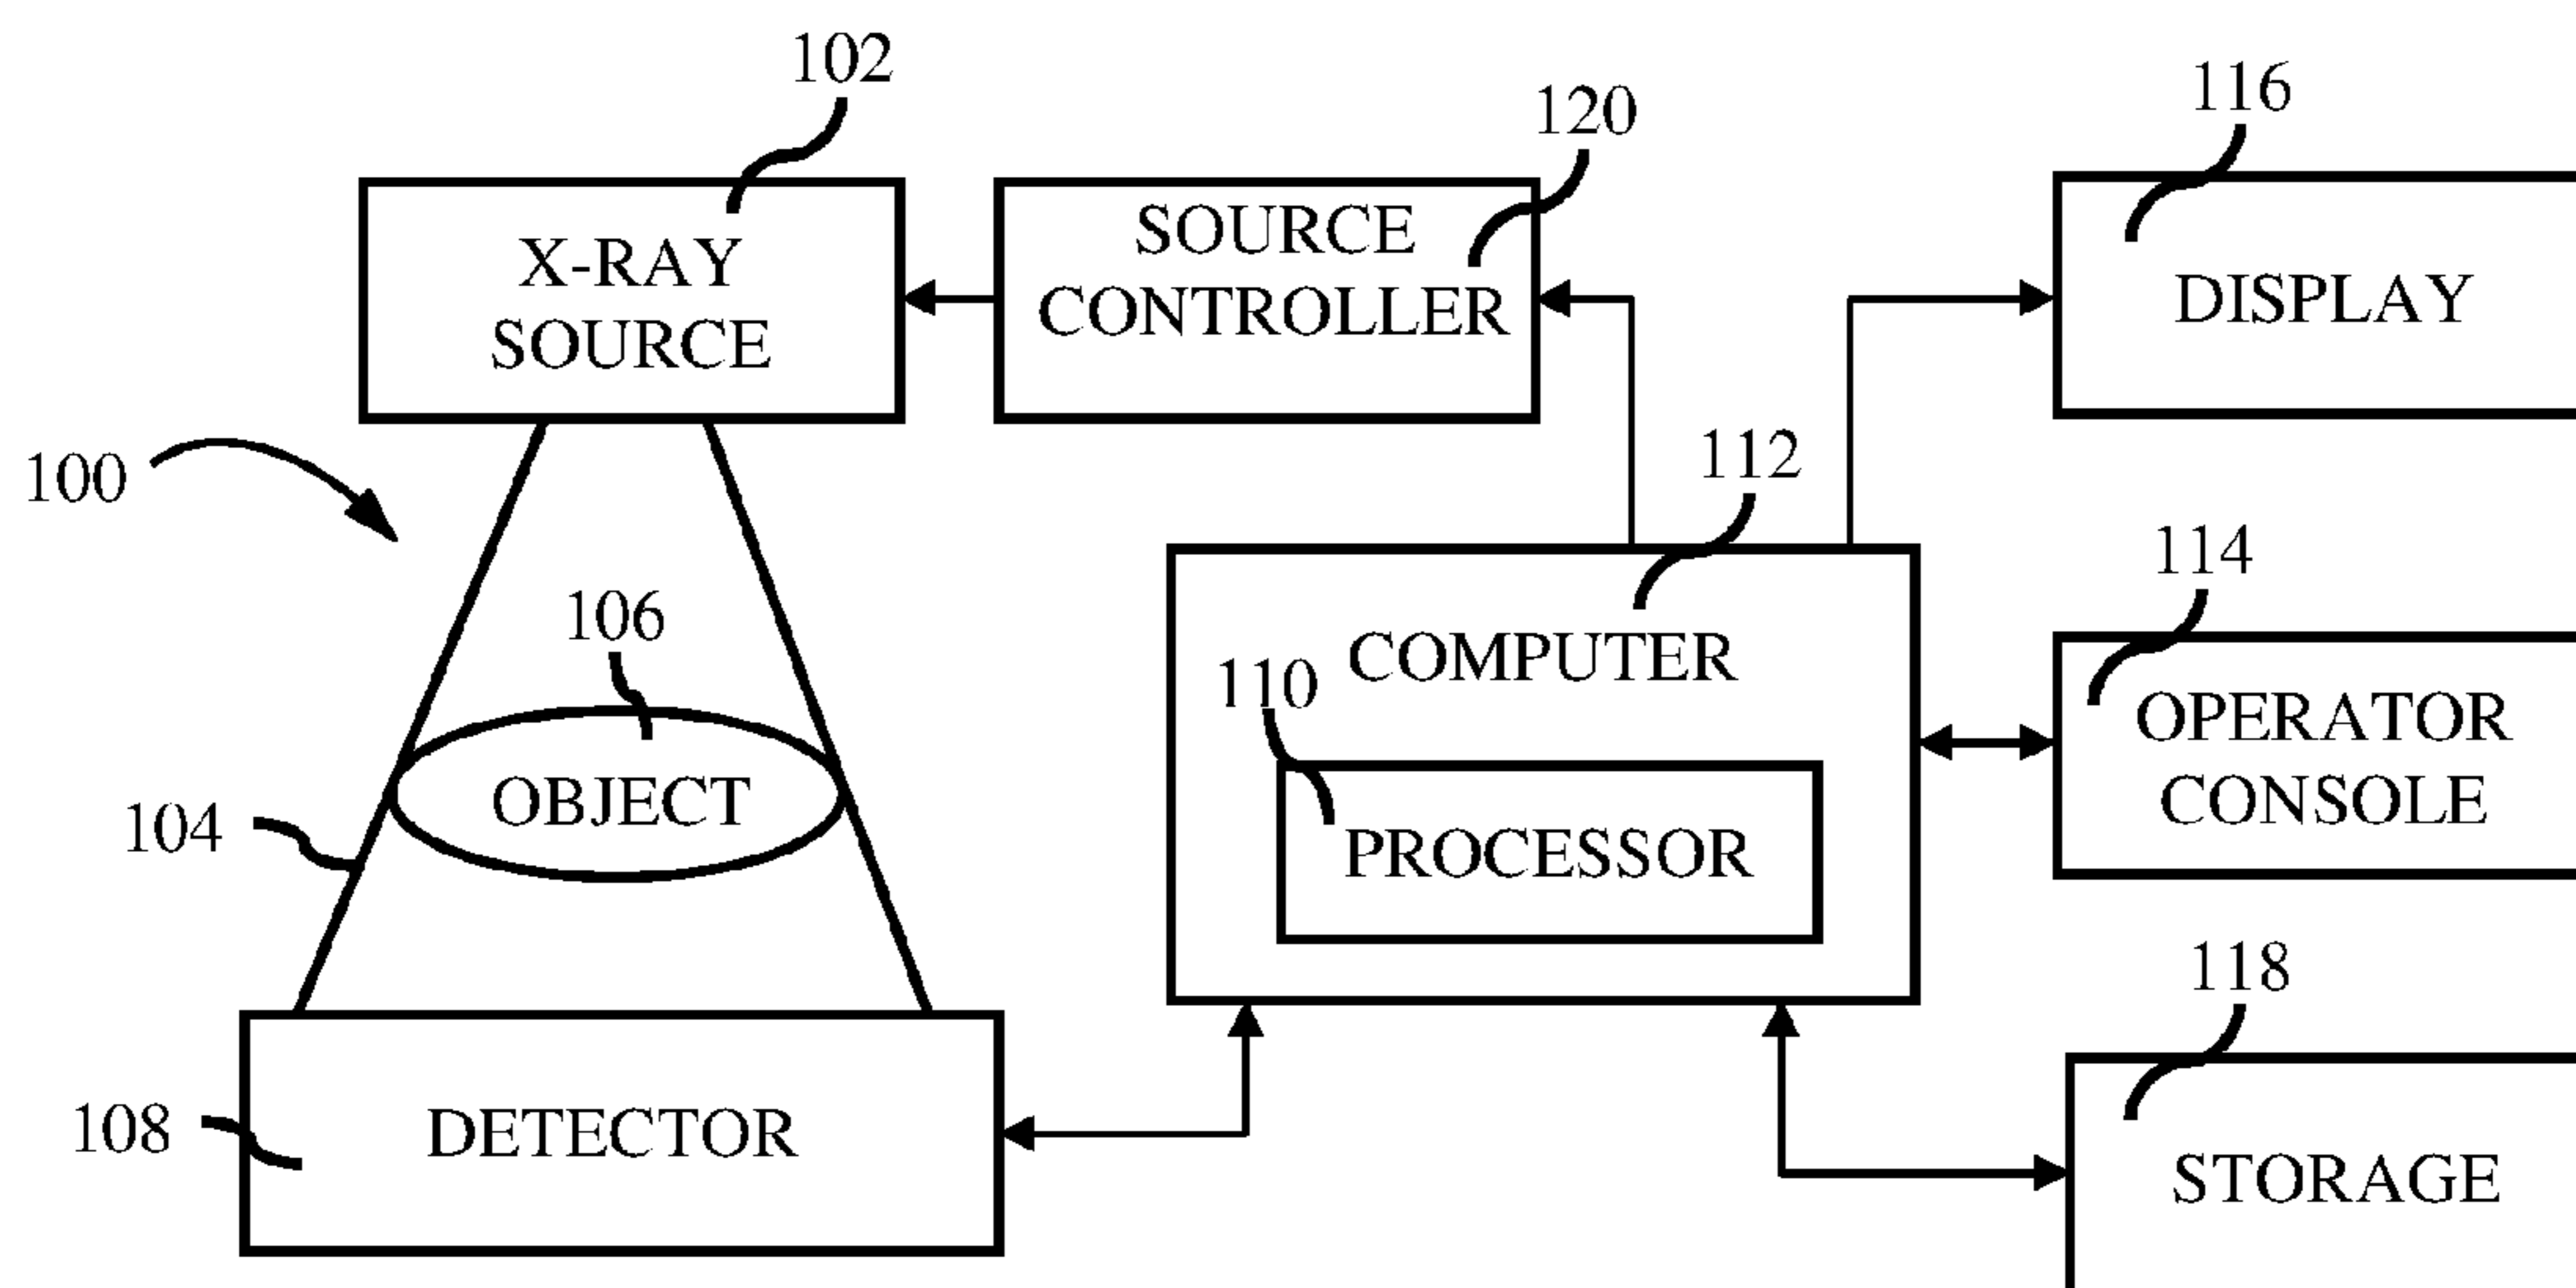 102
120
116
X-RAY
SOURCE
SOURCE
CONTROLLER
DISPLAY
100
112
114
106
COMPUTER
110
OPERATOR
CONSOLE
OBJECT
104
PROCESSOR
118
108
DETECTOR
STORAGE